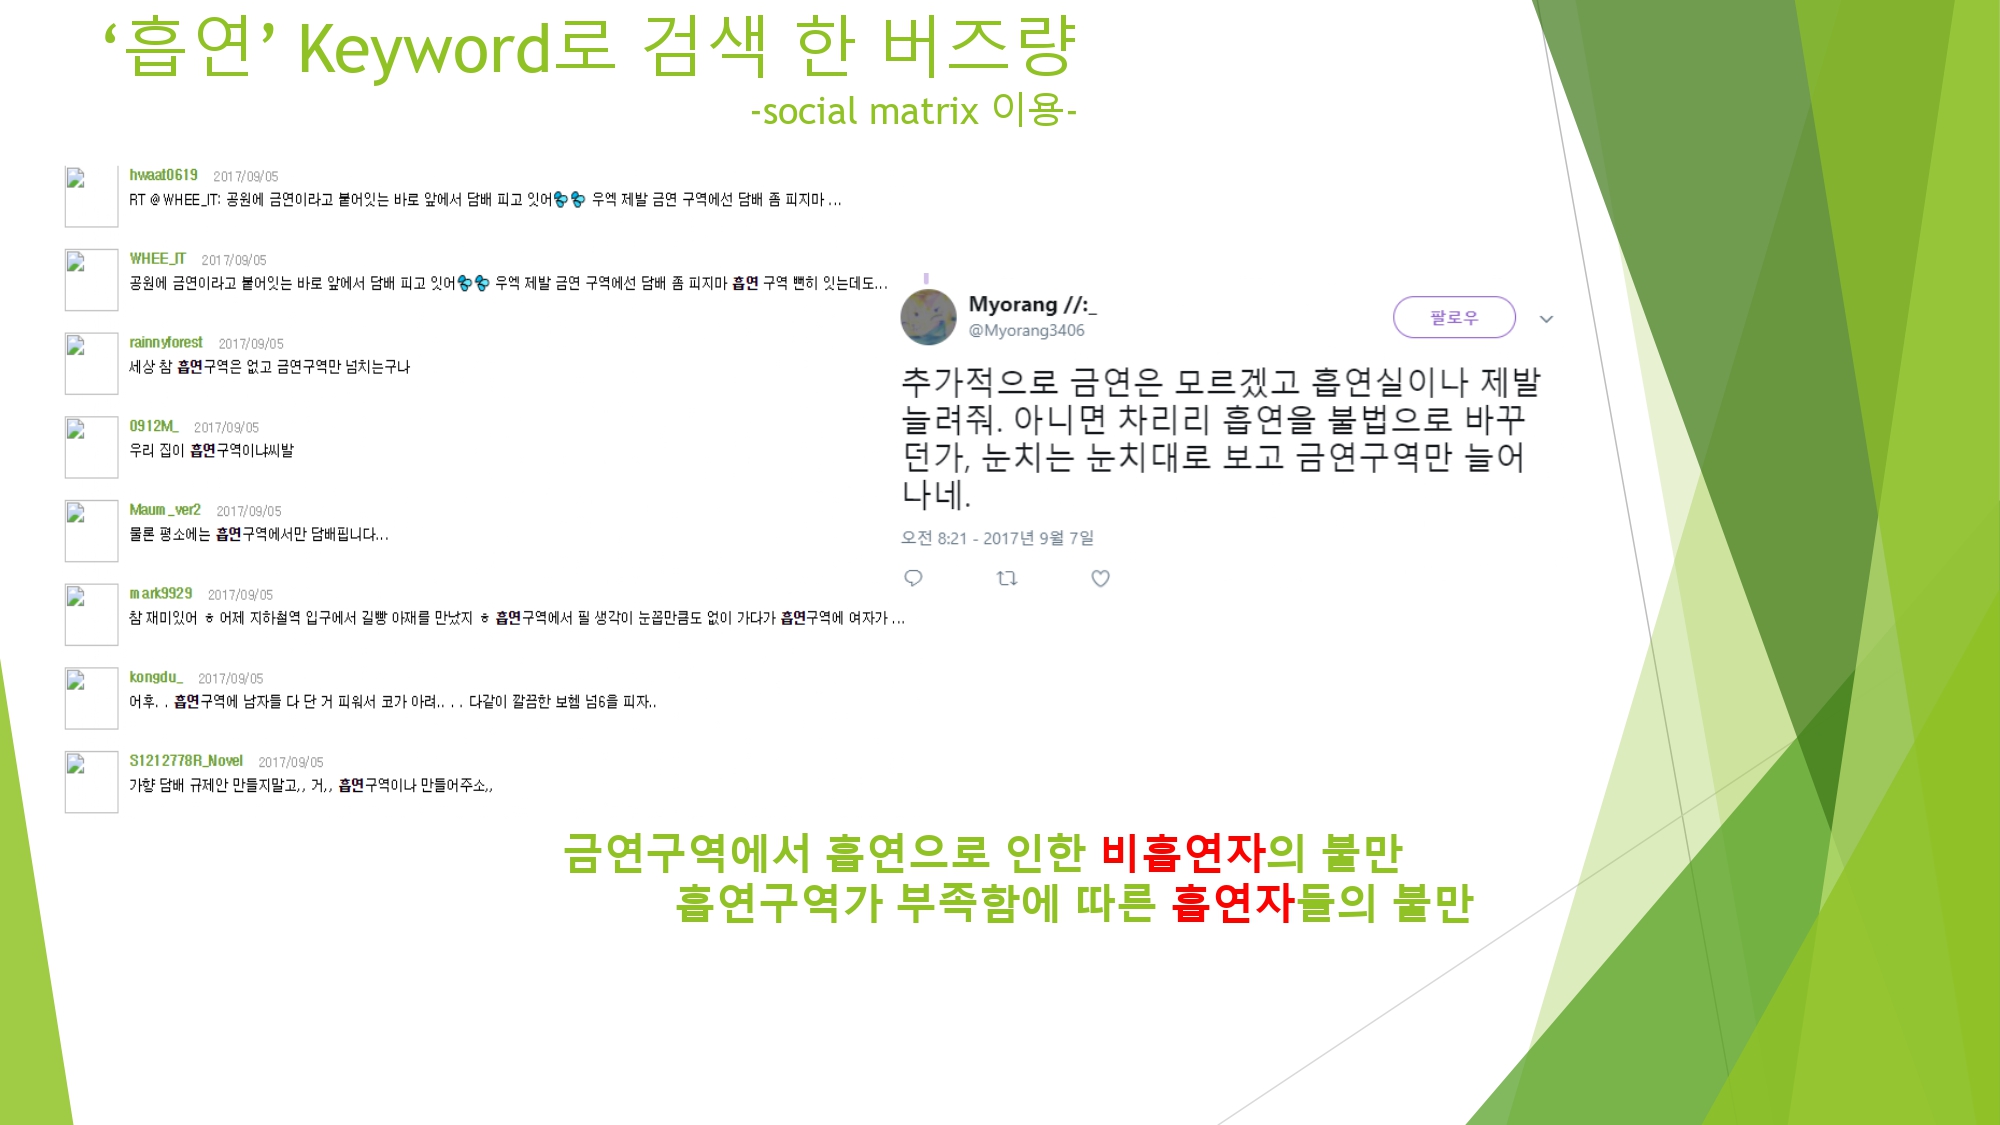 ‘흡연’ Keyword로 검색 한 버즈량
-social matrix 이용-
hwaat0619 2017/09/05
RT @WHEE_IT: 공원에 금연이라고 붙어잇는 바로 앞에서 담배 피고 잇어 우엑 제발 금연 구역에선 담배 좀 피지마 ...
WHEE_IT 2017/09/05
공원에 금연이라고 붙어잇는 바로 앞에서 담배 피고 잇어 우엑 제발 금연 구역에선 담배 좀 피지마 흡연 구역 뻔히 잇는데도...
rainnyforest 2017/09/05
세상 참 흡연구역은 없고 금연구역만 넘치는구나
0912M_ 2017/09/05
우리 집이 흡연구역이냐씨발
Maum_ver2 2017/09/05
물론 평소에는 흡연구역에서만 담배핍니다...
mark9929 2017/09/05
참 재미있어 ㅎ 어제 지하철역 입구에서 길빵 아재를 만났지 ㅎ 흡연구역에서 필 생각이 눈꼽만큼도 없이 가다가 흡연구역에 여자가 ...
kongdu_ 2017/09/05
어후. . 흡연구역에 남자들 다 단 거 피워서 코가 아려.. . . 다같이 깔끔한 보헴 넘6을 피자..
S1212778R_Novel 2017/09/05
가향 담배 규제안 만들지말고,, 거,, 흡연구역이나 만들어주소,,
Myorang //:_
@Myorang3406
팔로우
추가적으로 금연은 모르겠고 흡연실이나 제발
늘려줘. 아니면 차리리 흡연을 불법으로 바꾸
던가, 눈치는 눈치대로 보고 금연구역만 늘어
나네.
오전 8:21 - 2017년 9월 7일
금연구역에서 흡연으로 인한 비흡연자의 불만
흡연구역가 부족함에 따른 흡연자들의 불만